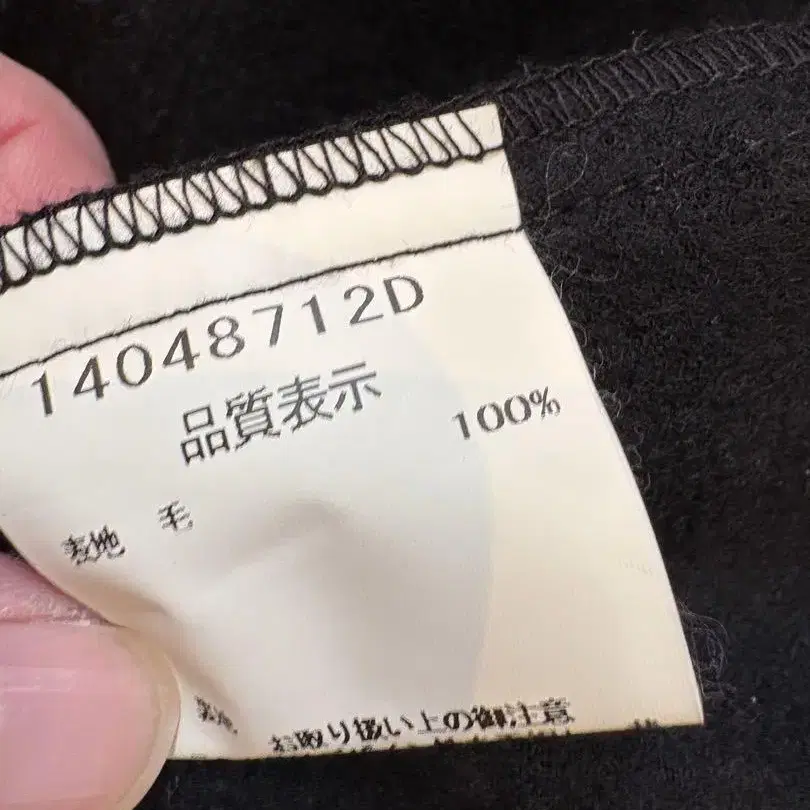 14048712D
品質表示
表地 毛 100%
お取り扱い上の御注意